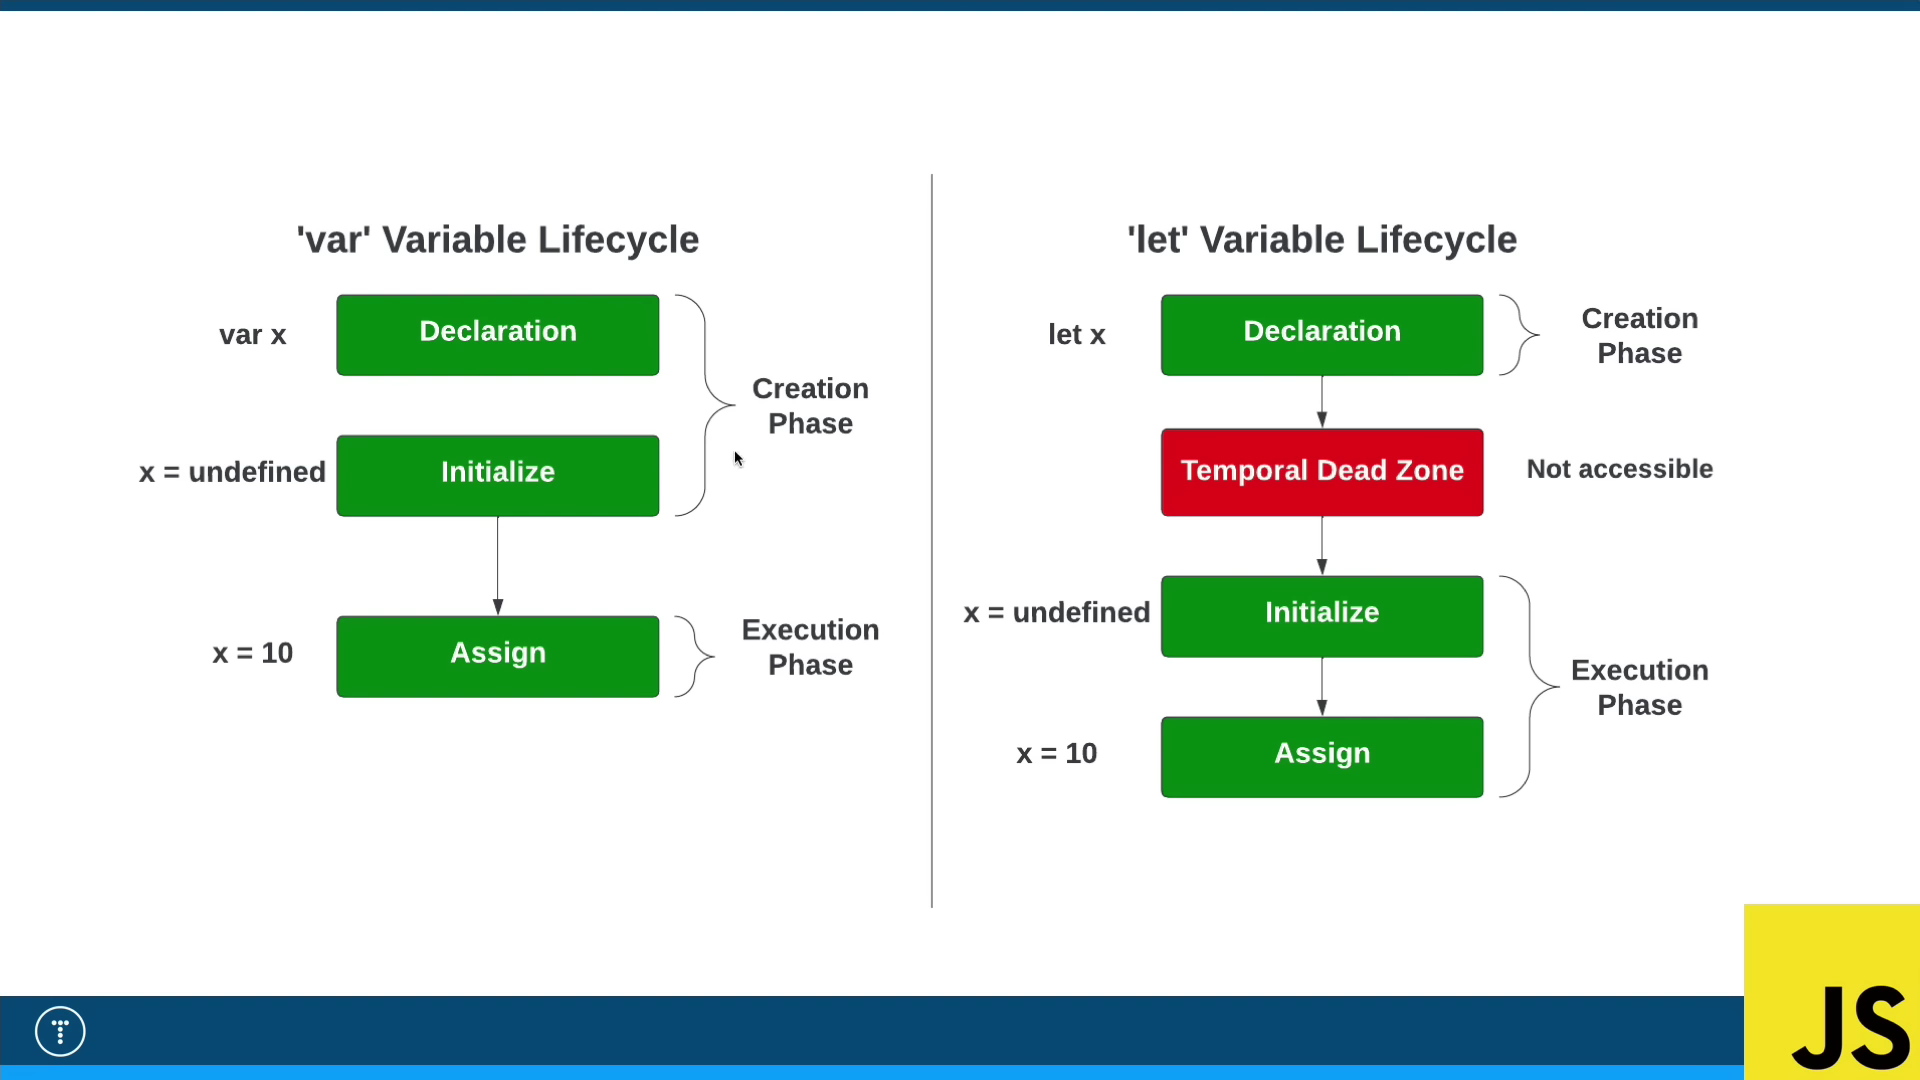 'var' Variable Lifecycle
var x
Declaration
Creation
Phase
x = undefined
Initialize
x = 10
Assign
Execution
Phase
'let' Variable Lifecycle
let x
Declaration
Creation
Phase
Temporal Dead Zone
Not accessible
x = undefined
Initialize
Execution
Phase
x = 10
Assign
JS